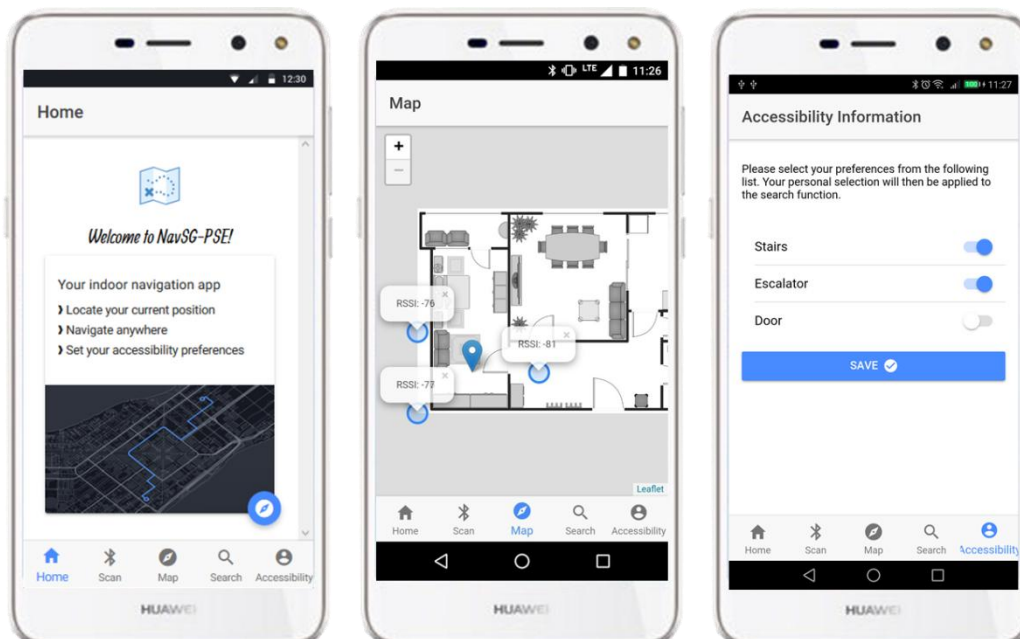 12:30
Home
Welcome to NavSG-PSE!
Your indoor navigation app
❯ Locate your current position
❯ Navigate anywhere
❯ Set your accessibility preferences
Home Scan Map Search Accessibility
HUAWEI
LTE 11:26
Map
+
−
RSSI: -76 ×
RSSI: -81 ×
RSSI: -77 ×
Leaflet
Home Scan Map Search Accessibility
HUAWEI
100 11:27
Accessibility Information
Please select your preferences from the following
list. Your personal selection will then be applied to
the search function.
Stairs
Escalator
Door
SAVE
Home Scan Map Search Accessibility
HUAWEI